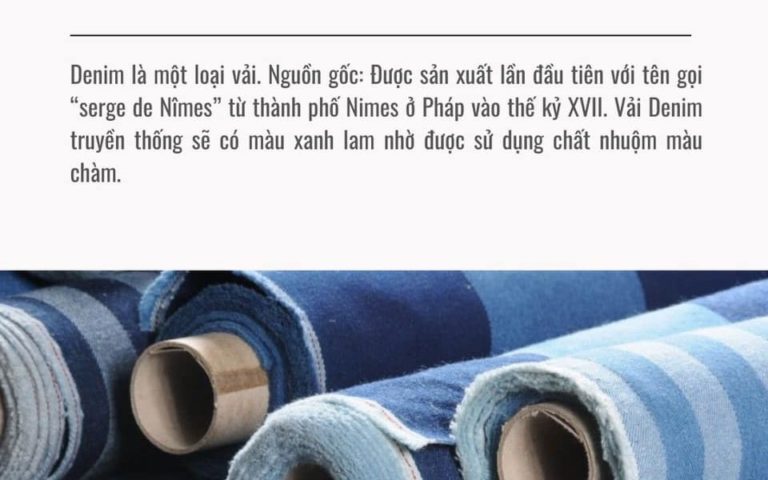 Denim là một loại vải. Nguồn gốc: Được sản xuất lần đầu tiên với tên gọi
“serge de Nîmes” từ thành phố Nimes ở Pháp vào thế kỷ XVII. Vải Denim
truyền thống sẽ có màu xanh lam nhờ được sử dụng chất nhuộm màu
chàm.